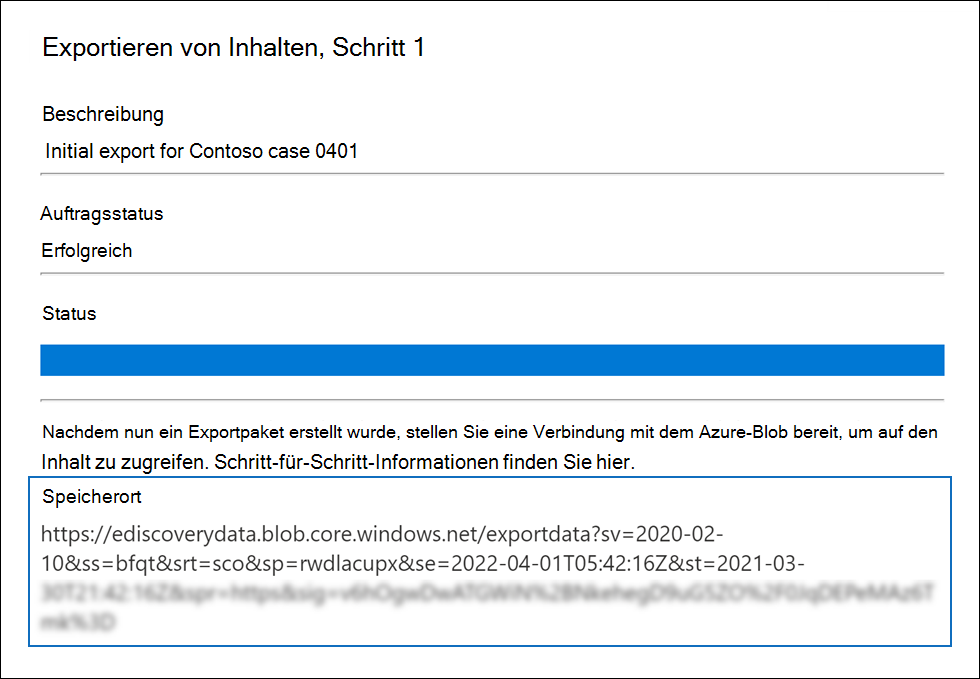 Exportieren von Inhalten, Schritt 1
Beschreibung
Initial export for Contoso case 0401
Auftragsstatus
Erfolgreich
Status
Nachdem nun ein Exportpaket erstellt wurde, stellen Sie eine Verbindung mit dem Azure-Blob bereit, um auf den
Inhalt zu zugreifen. Schritt-für-Schritt-Informationen finden Sie hier.
Speicherort
https://ediscoverydata.blob.core.windows.net/exportdata?sv=2020-02-
10&ss=bfqt&srt=sco&sp=rwdlacupx&se=2022-04-01T05:42:16Z&st=2021-03-